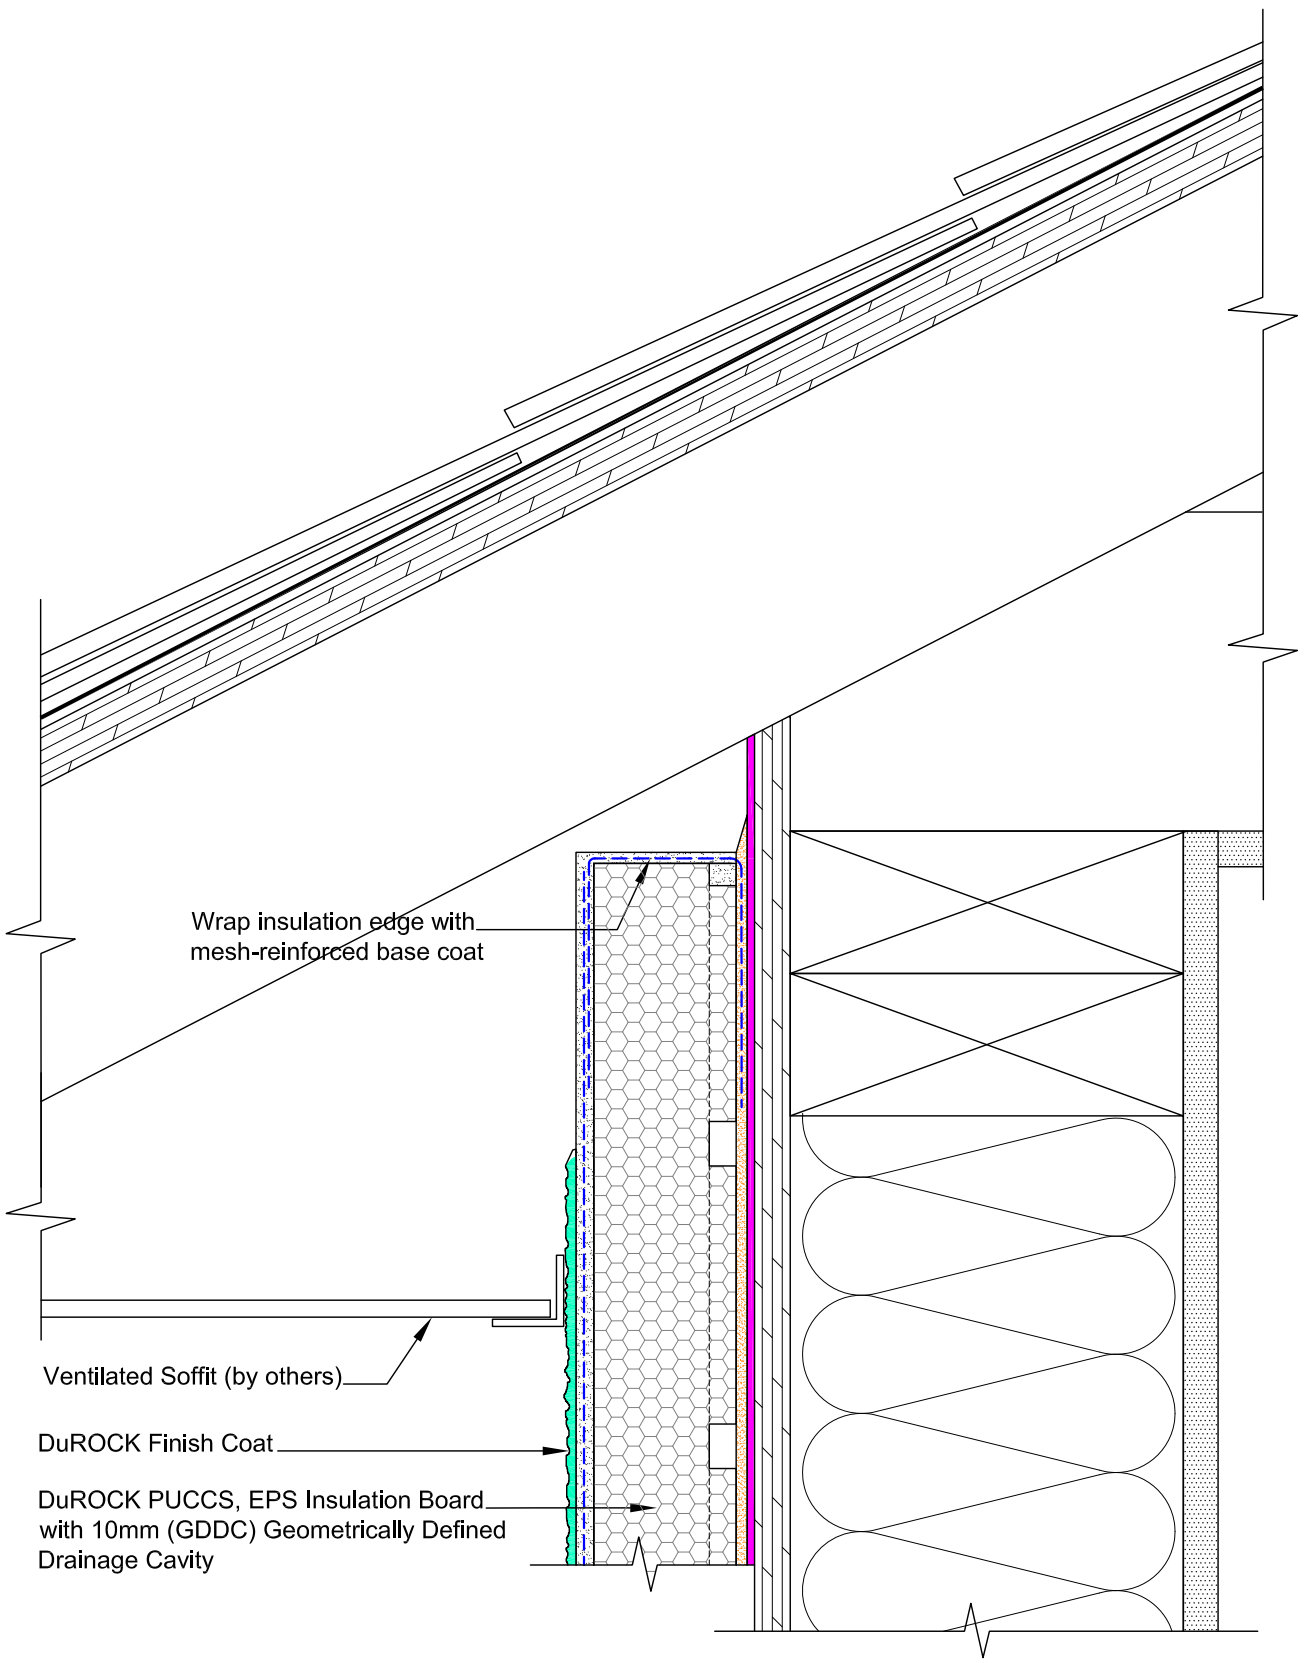 Wrap insulation edge with
mesh-reinforced base coat
Ventilated Soffit (by others)
DuROCK Finish Coat
DuROCK PUCCS, EPS Insulation Board
with 10mm (GDDC) Geometrically Defined
Drainage Cavity